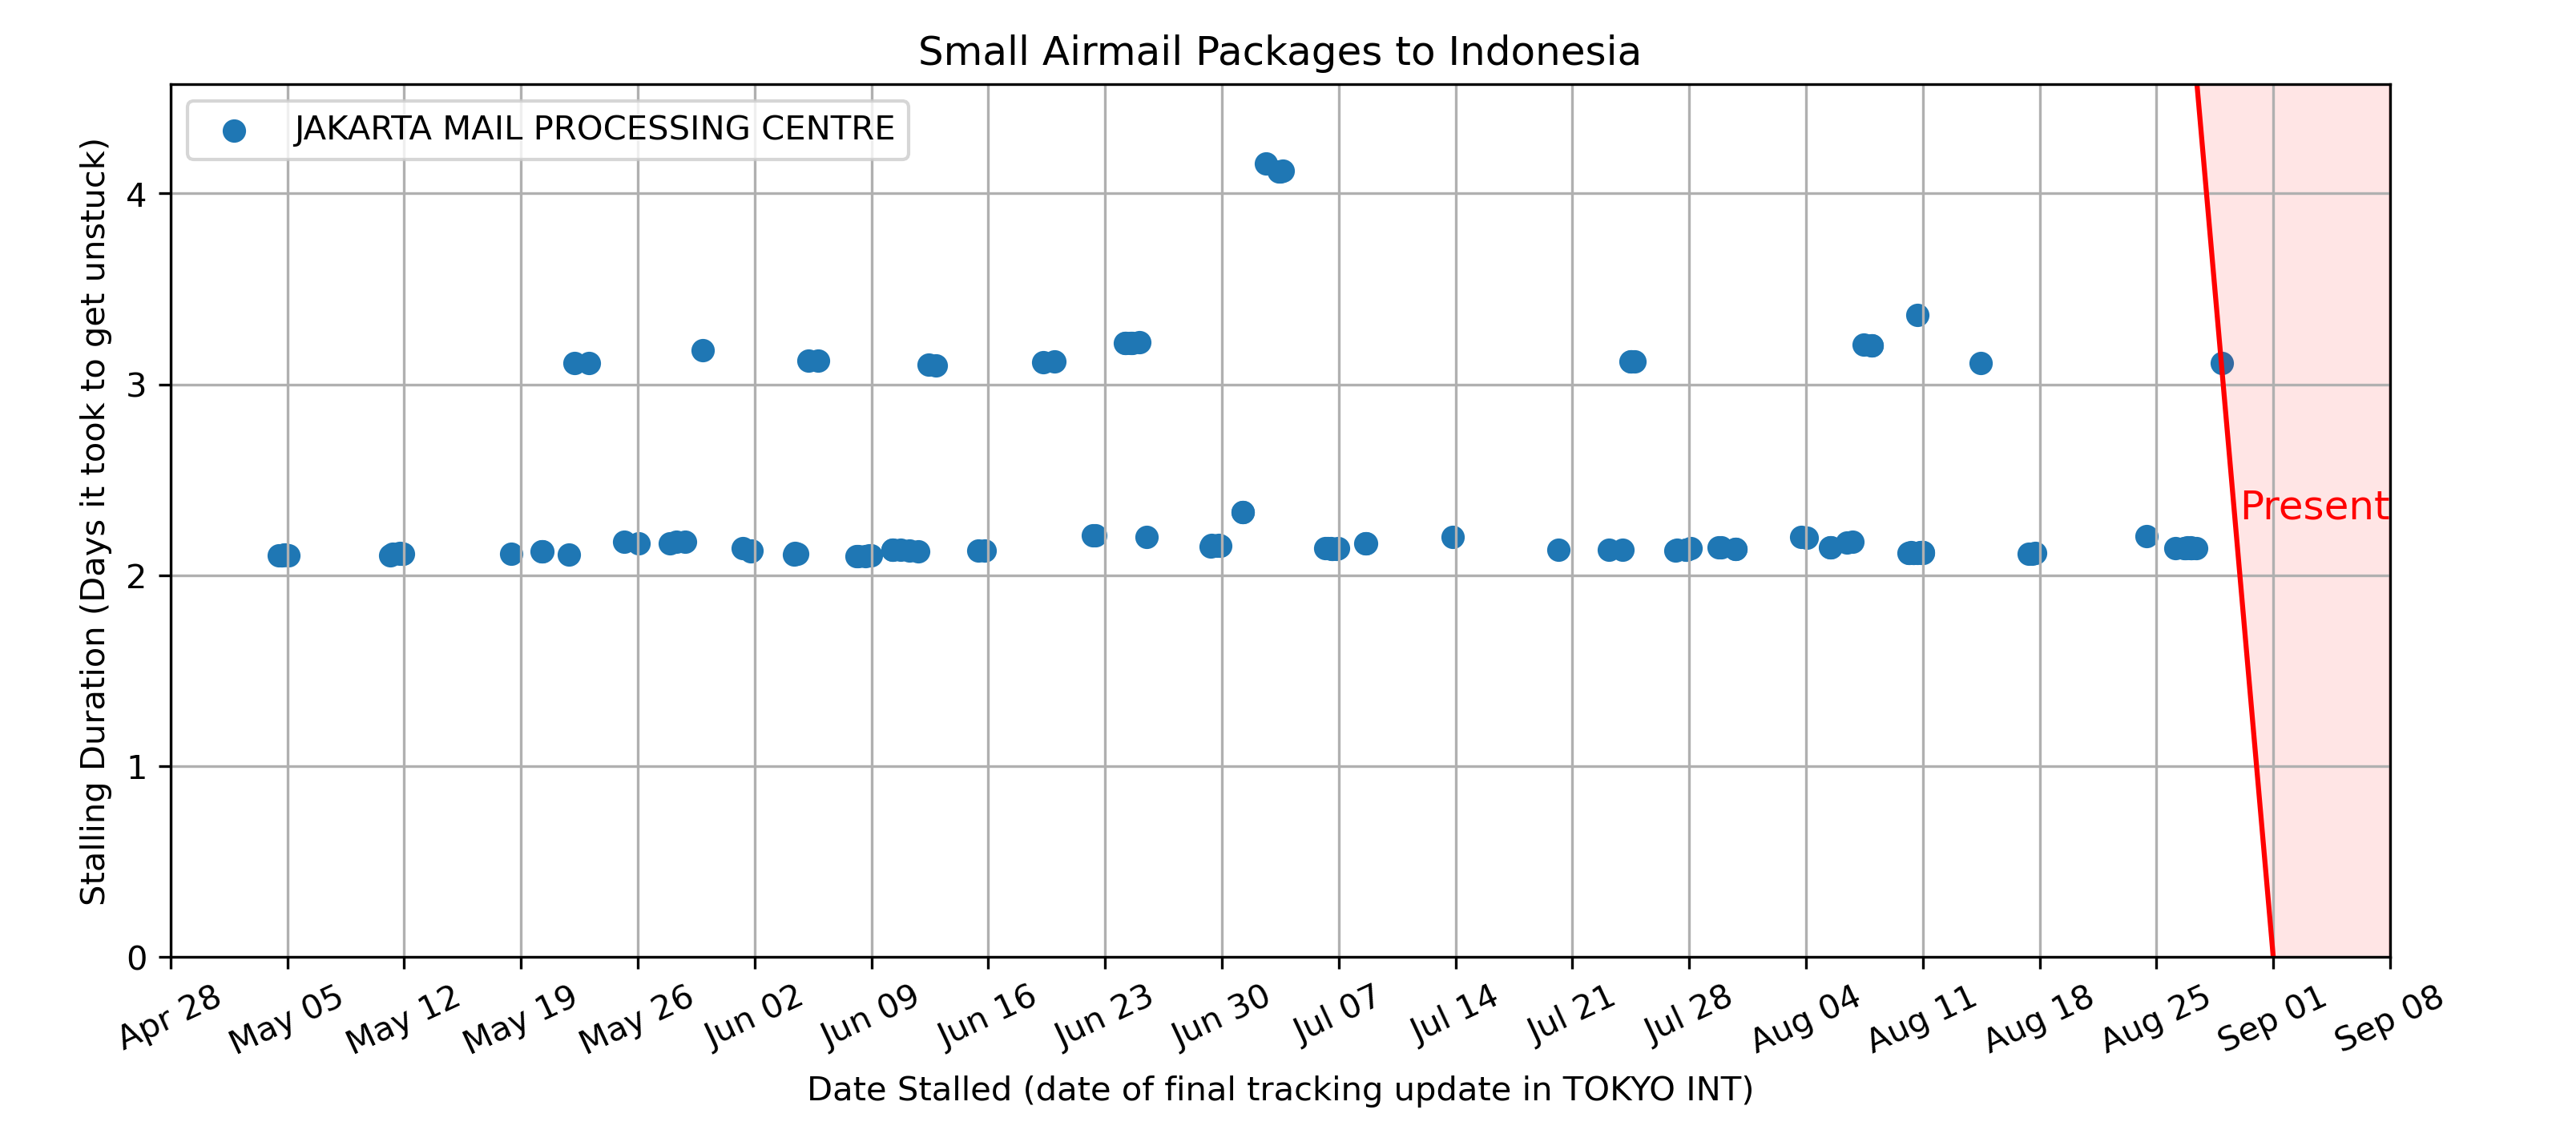 Small Airmail Packages to Indonesia
JAKARTA MAIL PROCESSING CENTRE
Stalling Duration (Days it took to get unstuck)
4
3
2
1
0
Present
Apr 28
May 05
May 12
May 19
May 26
Jun 02
Jun 09
Jun 16
Jun 23
Jun 30
Jul 07
Jul 14
Jul 21
Jul 28
Aug 04
Aug 11
Aug 18
Aug 25
Sep 01
Sep 08
Date Stalled (date of final tracking update in TOKYO INT)